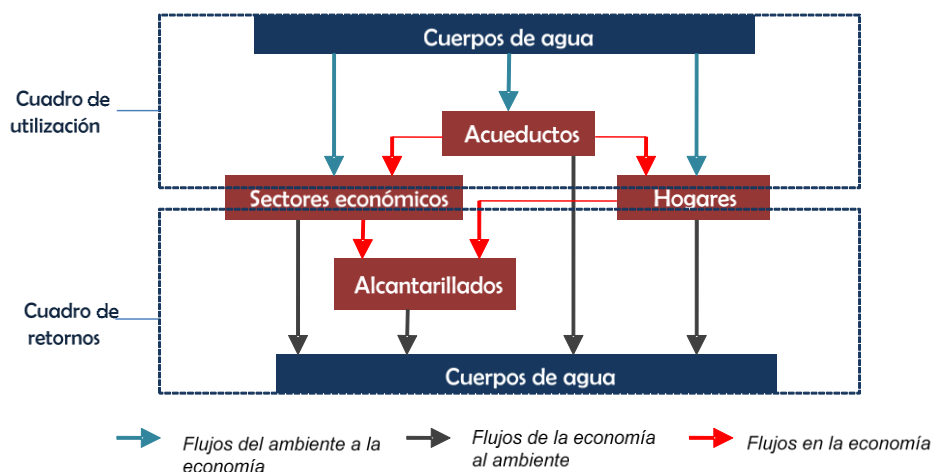 Cuerpos de agua
Cuadro de
utilización
Acueductos
Sectores económicos
Hogares
Alcantarillados
Cuadro de
retornos
Cuerpos de agua
Flujos del ambiente a la
economía
Flujos de la economía
al ambiente
Flujos en la economía